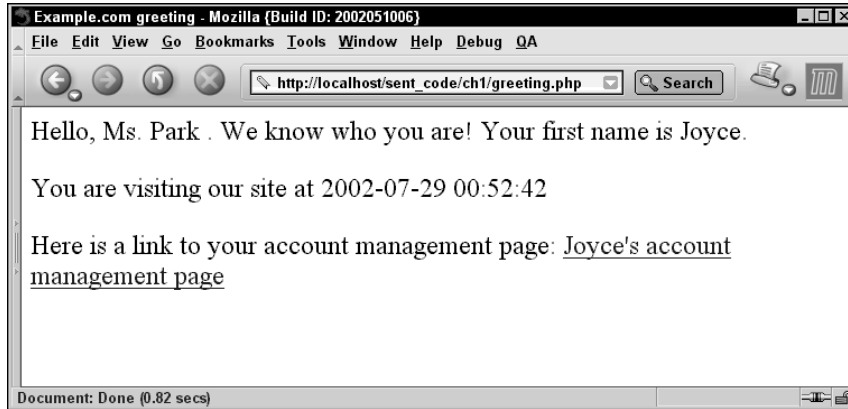 Example.com greeting - Mozilla {Build ID: 2002051006}
File Edit View Go Bookmarks Tools Window Help Debug QA
http://localhost/sent_code/ch1/greeting.php Search
Hello, Ms. Park . We know who you are! Your first name is Joyce.
You are visiting our site at 2002-07-29 00:52:42
Here is a link to your account management page: Joyce's account
management page
Document: Done (0.82 secs)